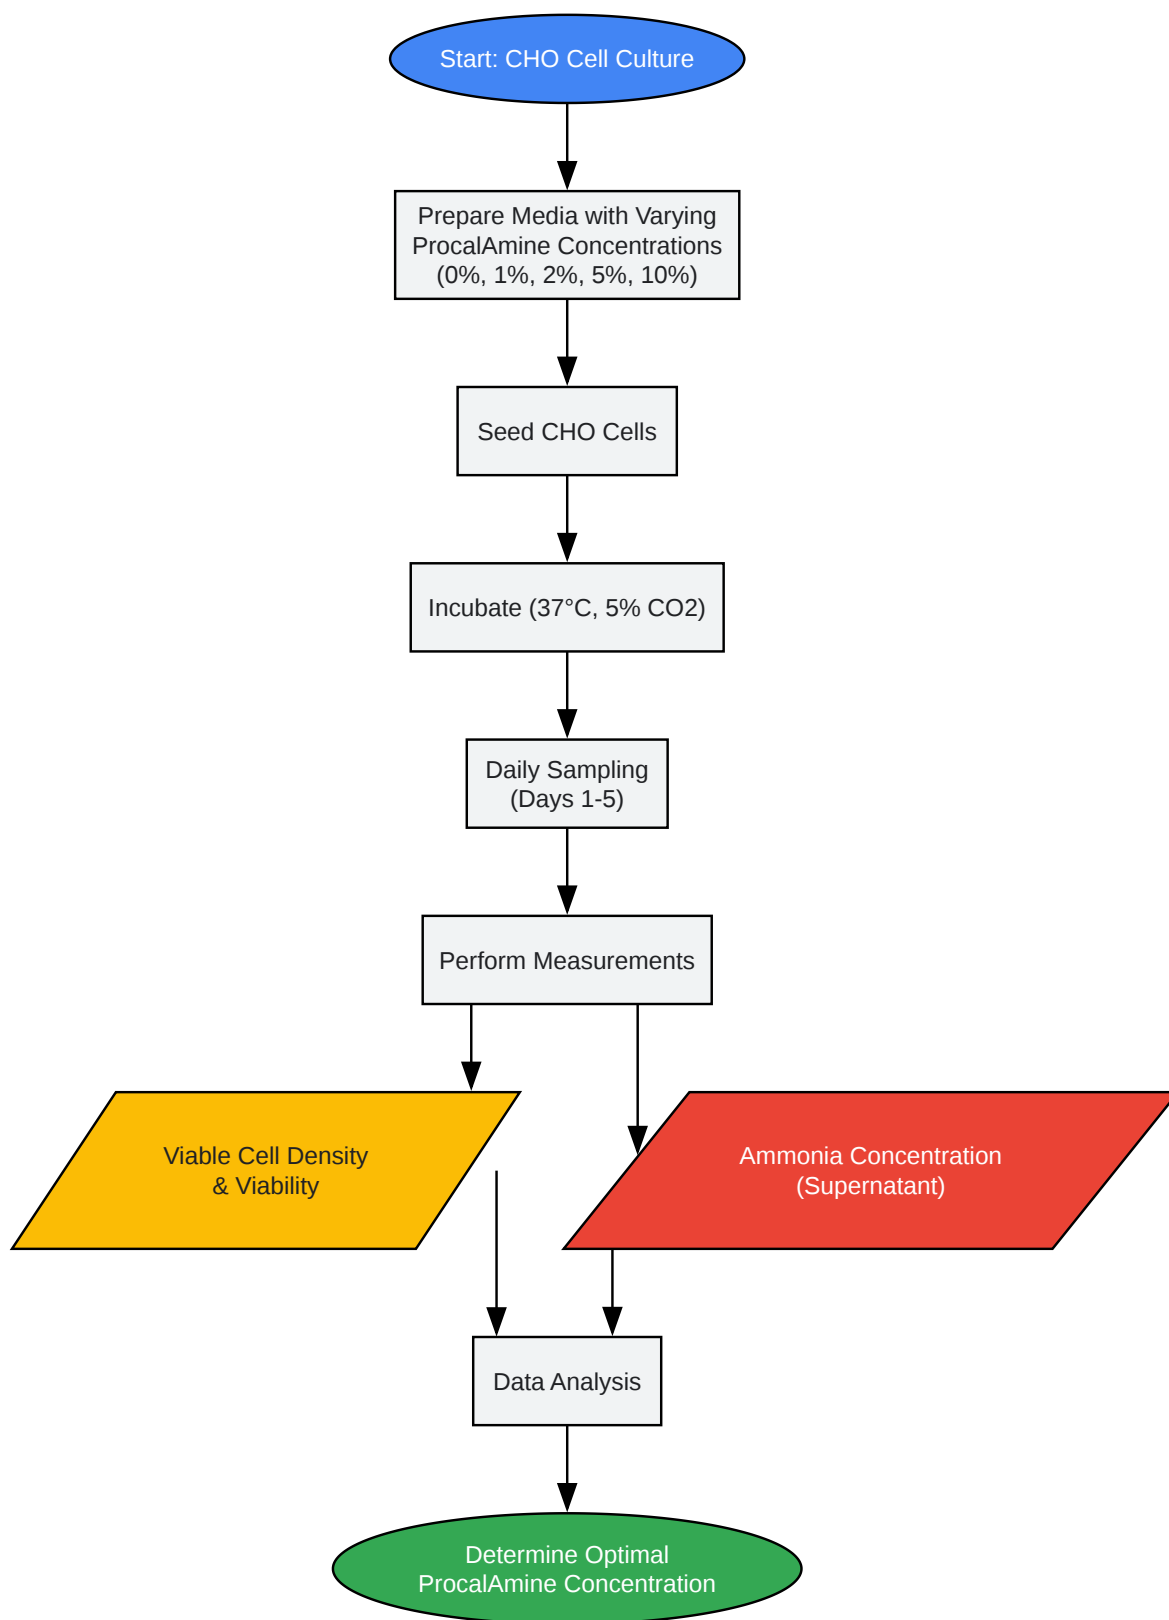 Start: CHO Cell Culture
Prepare Media with Varying
ProcalAmine Concentrations
(0%, 1%, 2%, 5%, 10%)
Seed CHO Cells
Incubate (37°C, 5% CO2)
Daily Sampling
(Days 1-5)
Perform Measurements
Viable Cell Density
& Viability
Ammonia Concentration
(Supernatant)
Data Analysis
Determine Optimal
ProcalAmine Concentration